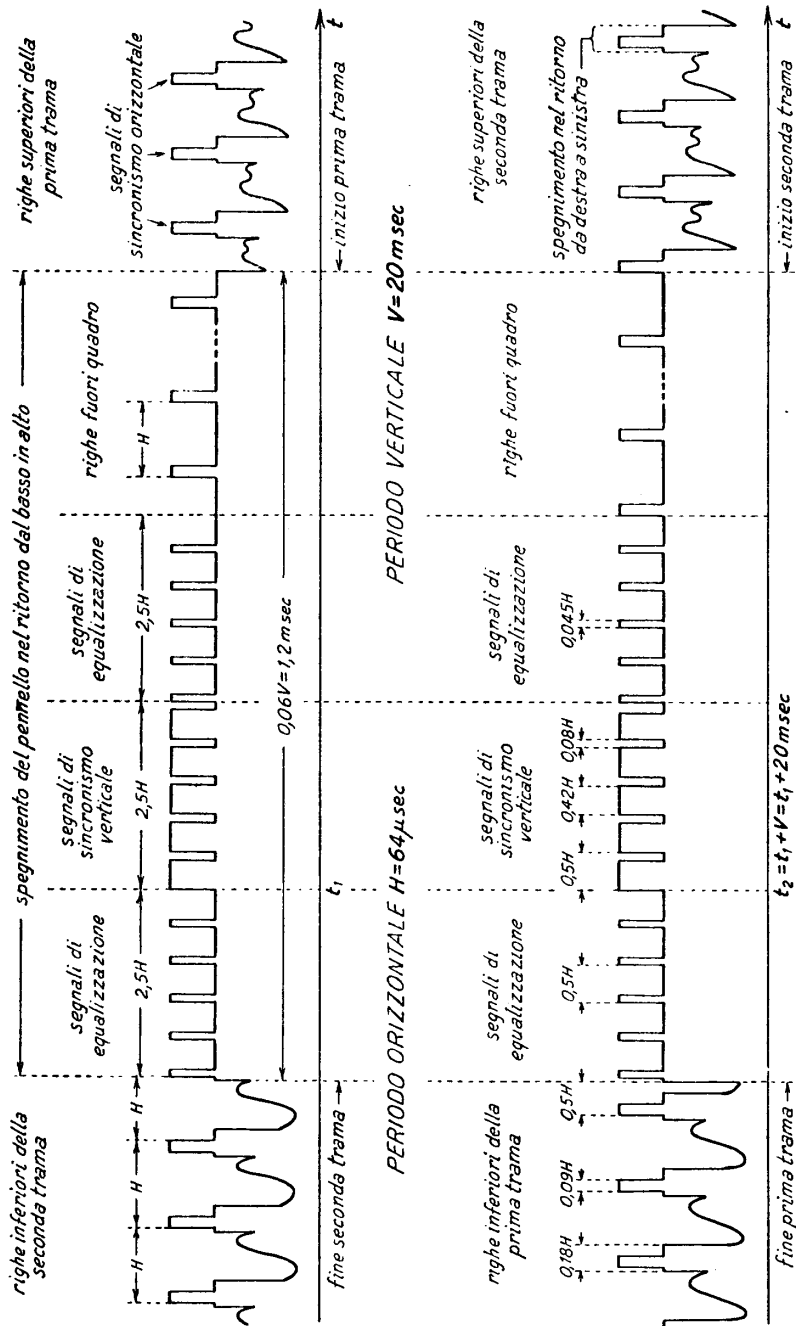 righe inferiori della
seconda trama
spegnimento del pennello nel ritorno dal basso in alto
righe superiori della
prima trama
segnali di
equalizzazione
segnali di
sincronismo
verticale
segnali di
equalizzazione
righe fuori quadro
segnali di
sincronismo orizzontale
H
H
H
2,5H
2,5H
2,5H
H
0,06V=1,2 msec
fine seconda trama
t₁
inizio prima trama
t
PERIODO ORIZZONTALE H=64μsec
PERIODO VERTICALE V=20 msec
righe inferiori della
prima trama
segnali di
equalizzazione
segnali di
sincronismo
verticale
segnali di
equalizzazione
righe fuori quadro
righe superiori della
seconda trama
spegnimento nel ritorno
da destra a sinistra
0,18H
0,09H
0,5H
0,5H
0,5H
0,42H
0,08H
0,045H
fine prima trama
t₂=t₁+V=t₁+20msec
inizio seconda trama
t